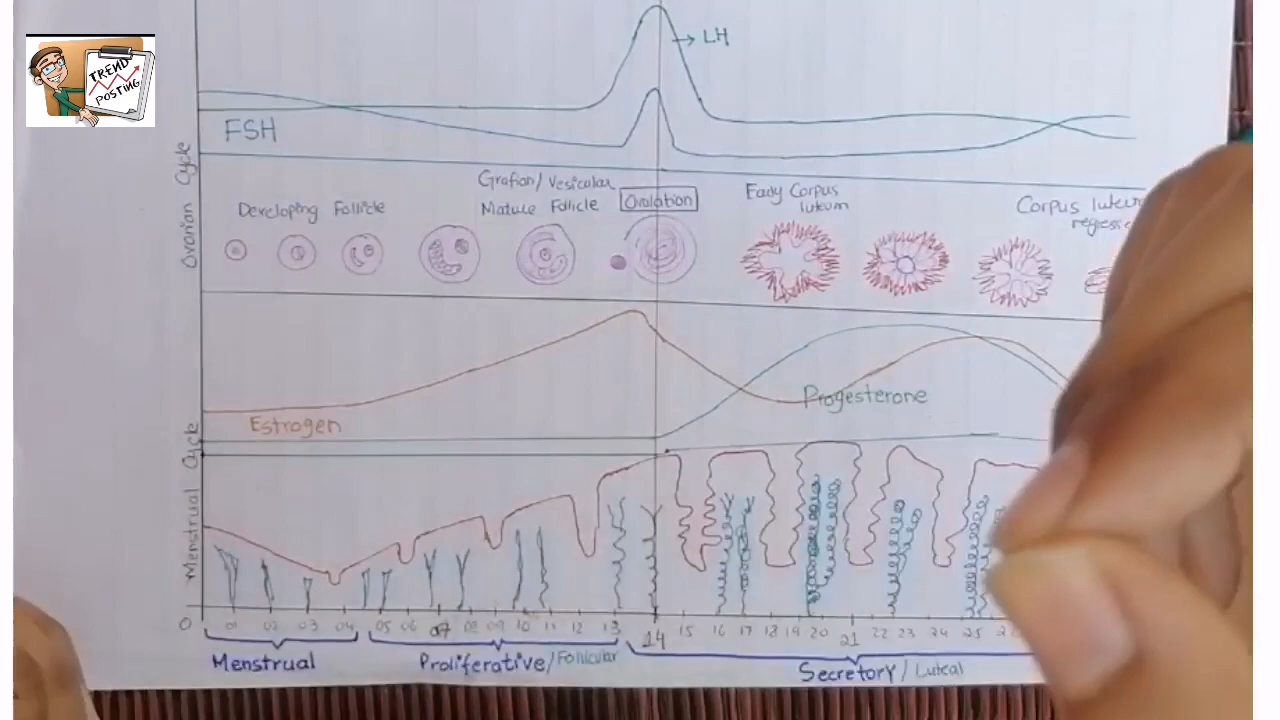 TREND
POSTING
LH
FSH
Ovarian Cycle
Developing Follicle
Grafian/Vesicular
Mature Follicle
Ovulation
Early Corpus
luteum
Corpus luteum
Estrogen
Progesterone
Menstrual Cycle
0 01 02 03 04 05 06 07 08 09 10 11 12 13 14 15 16 17 18 19 20 21 22 23 24 25
Menstrual
Proliferative/Follicular
Secretory/Luteal